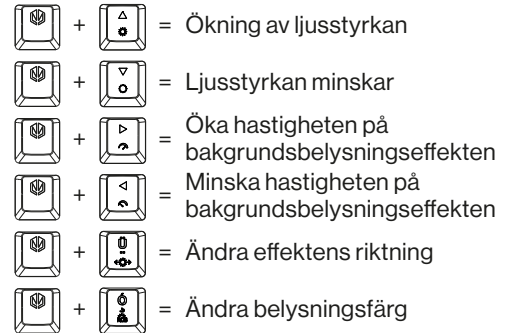 + = Ökning av ljusstyrkan
+ = Ljusstyrkan minskar
+ = Öka hastigheten på
bakgrundsbelysningseffekten
+ = Minska hastigheten på
bakgrundsbelysningseffekten
+ = Ändra effektens riktning
+ = Ändra belysningsfärg